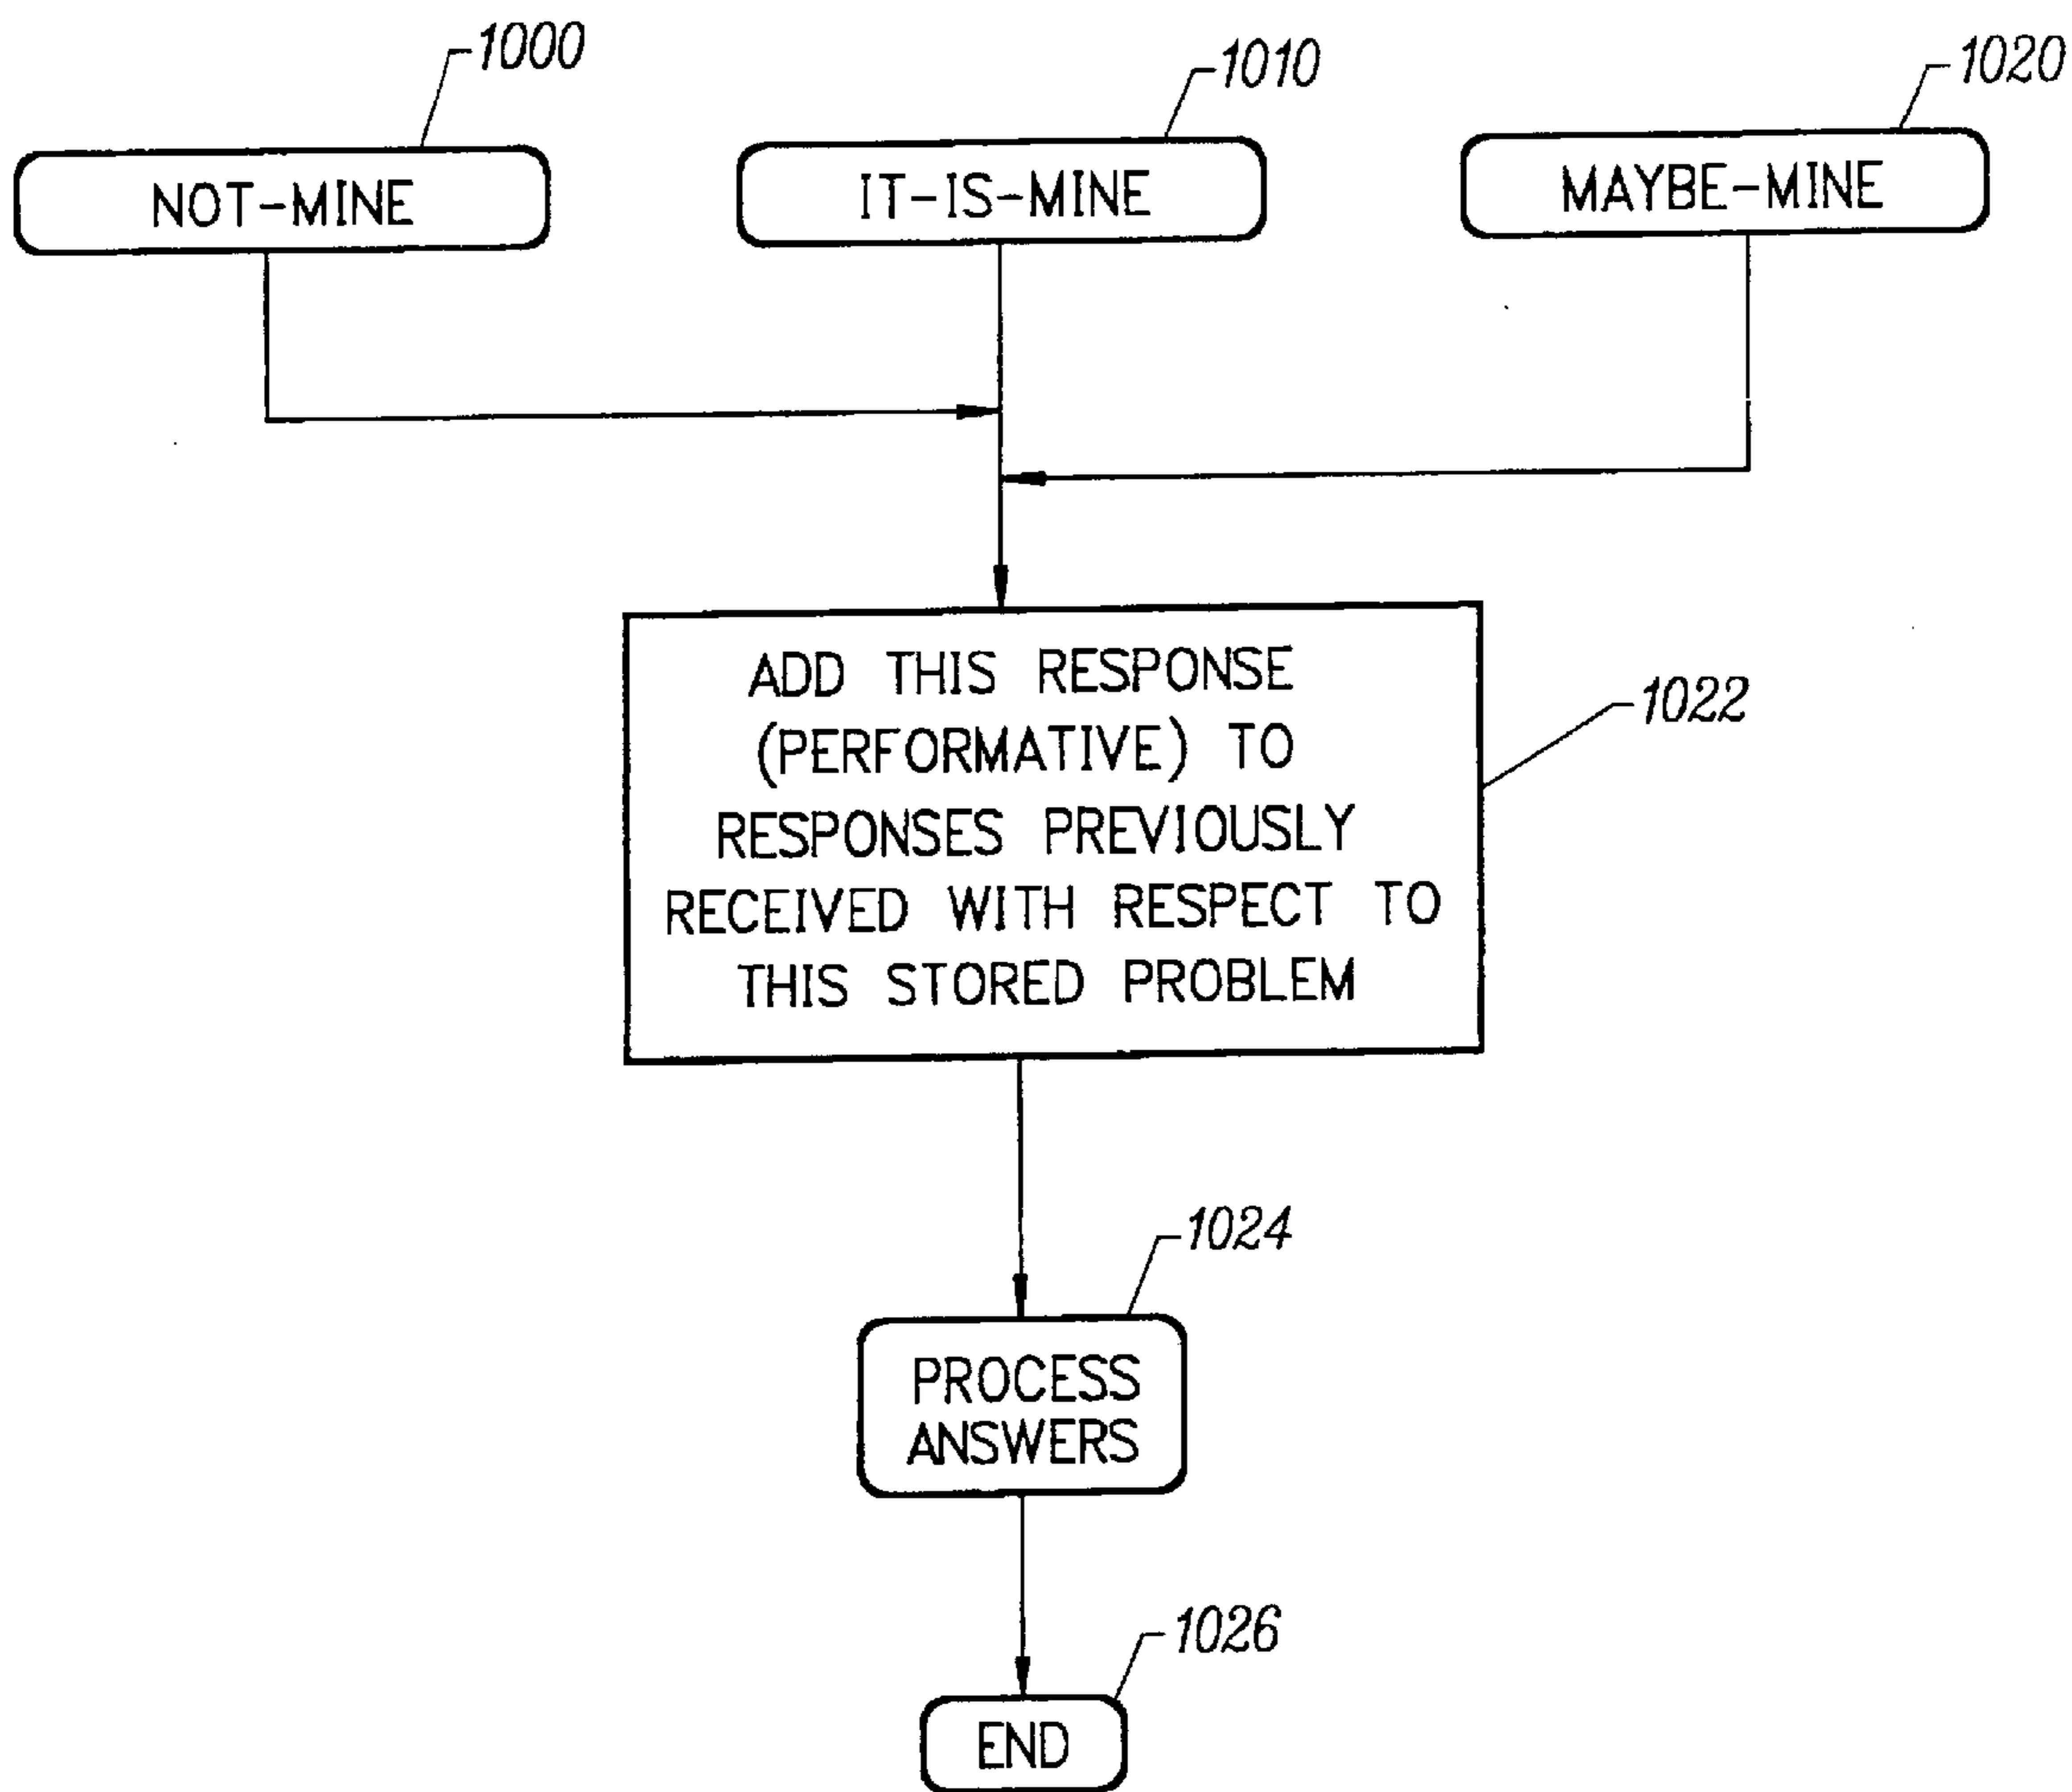 1000
1010
1020
NOT-MINE
IT-IS-MINE
MAYBE-MINE
ADD THIS RESPONSE
(PERFORMATIVE) TO
RESPONSES PREVIOUSLY
RECEIVED WITH RESPECT TO
THIS STORED PROBLEM
1022
1024
PROCESS
ANSWERS
1026
END